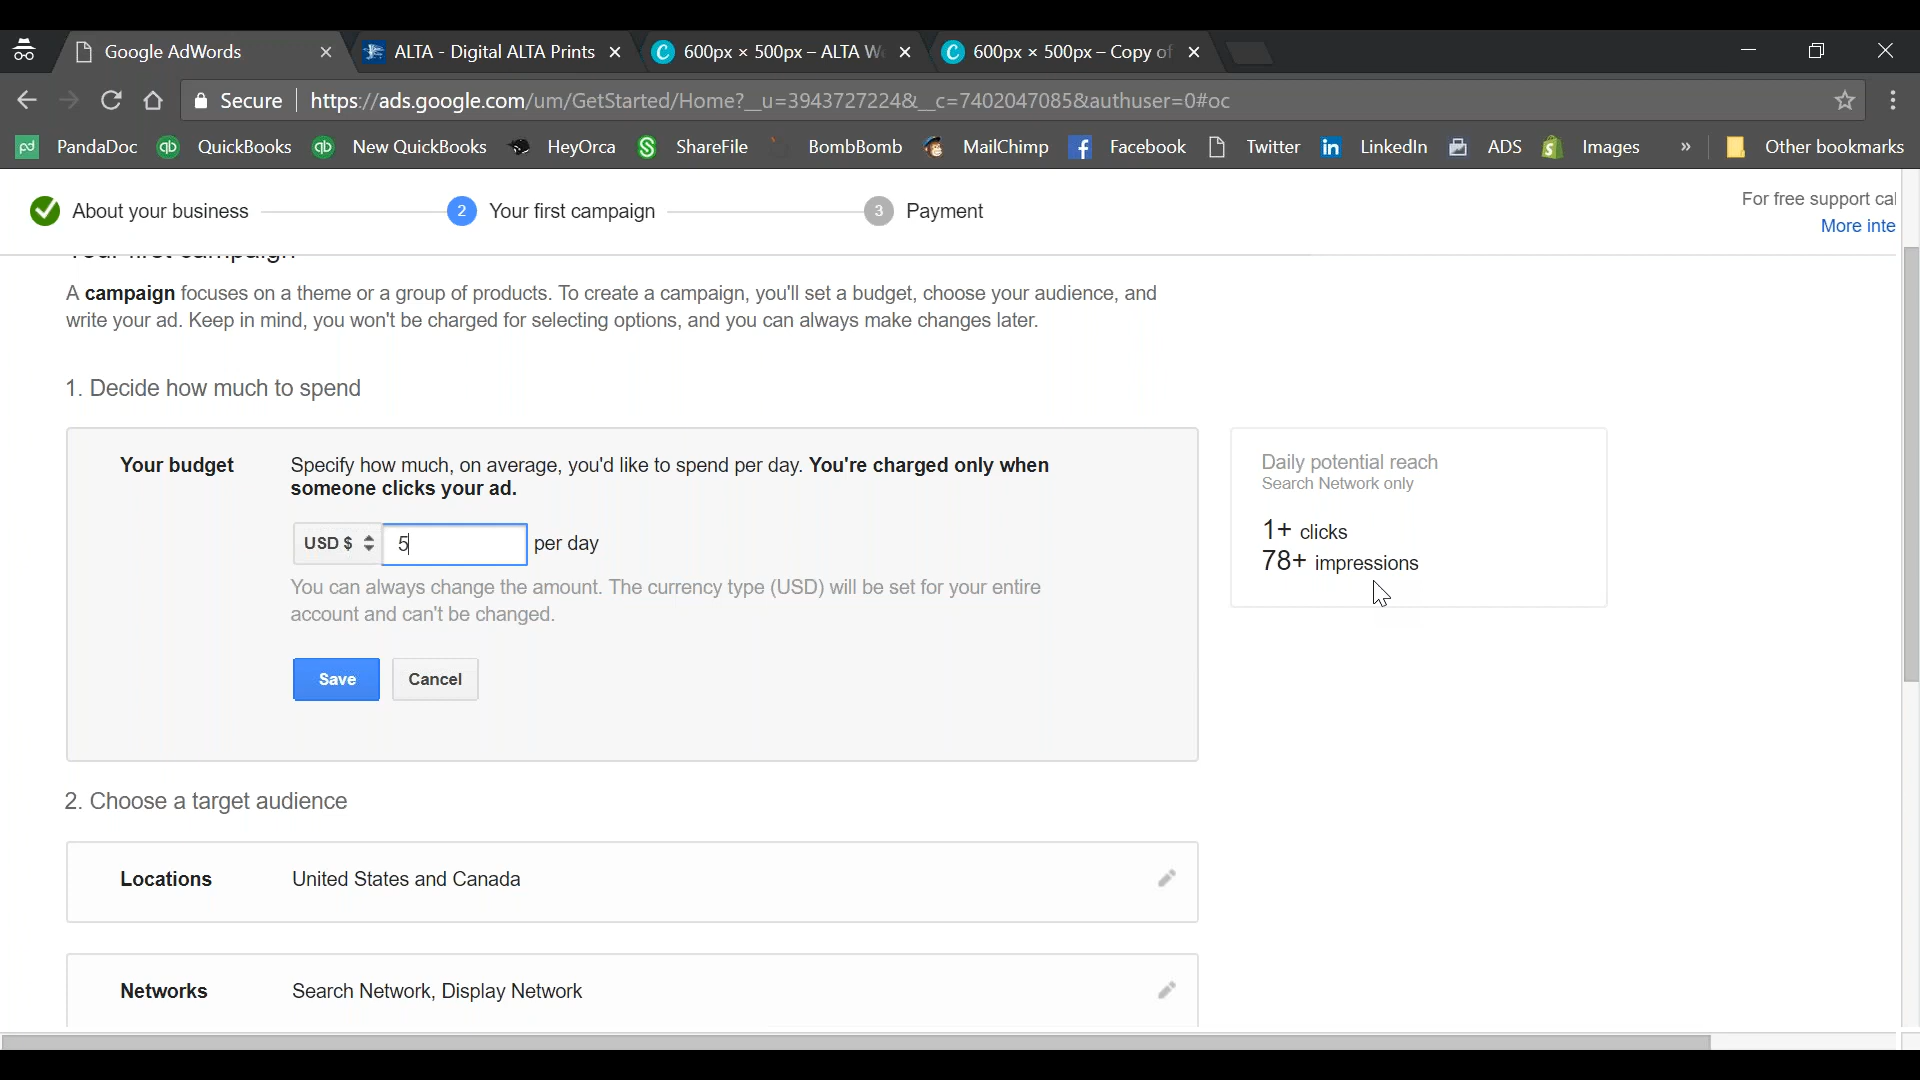 Google AdWords
ALTA - Digital ALTA Prints
600px × 500px – ALTA W
600px × 500px – Copy of
Secure
https://ads.google.com/um/GetStarted/Home?__u=3943727224&__c=7402047085&authuser=0#oc
pd PandaDoc
qb QuickBooks
qb New QuickBooks
HeyOrca
ShareFile
BombBomb
MailChimp
Facebook
Twitter
LinkedIn
ADS
Images
»
Other bookmarks
About your business
2 Your first campaign
3 Payment
For free support cal
More inte
Your first campaign
A campaign focuses on a theme or a group of products. To create a campaign, you'll set a budget, choose your audience, and
write your ad. Keep in mind, you won't be charged for selecting options, and you can always make changes later.
1. Decide how much to spend
Your budget
Specify how much, on average, you'd like to spend per day. You're charged only when
someone clicks your ad.
USD $ 5 per day
You can always change the amount. The currency type (USD) will be set for your entire
account and can't be changed.
Save
Cancel
Daily potential reach
Search Network only
1+ clicks
78+ impressions
2. Choose a target audience
Locations United States and Canada
Networks Search Network, Display Network